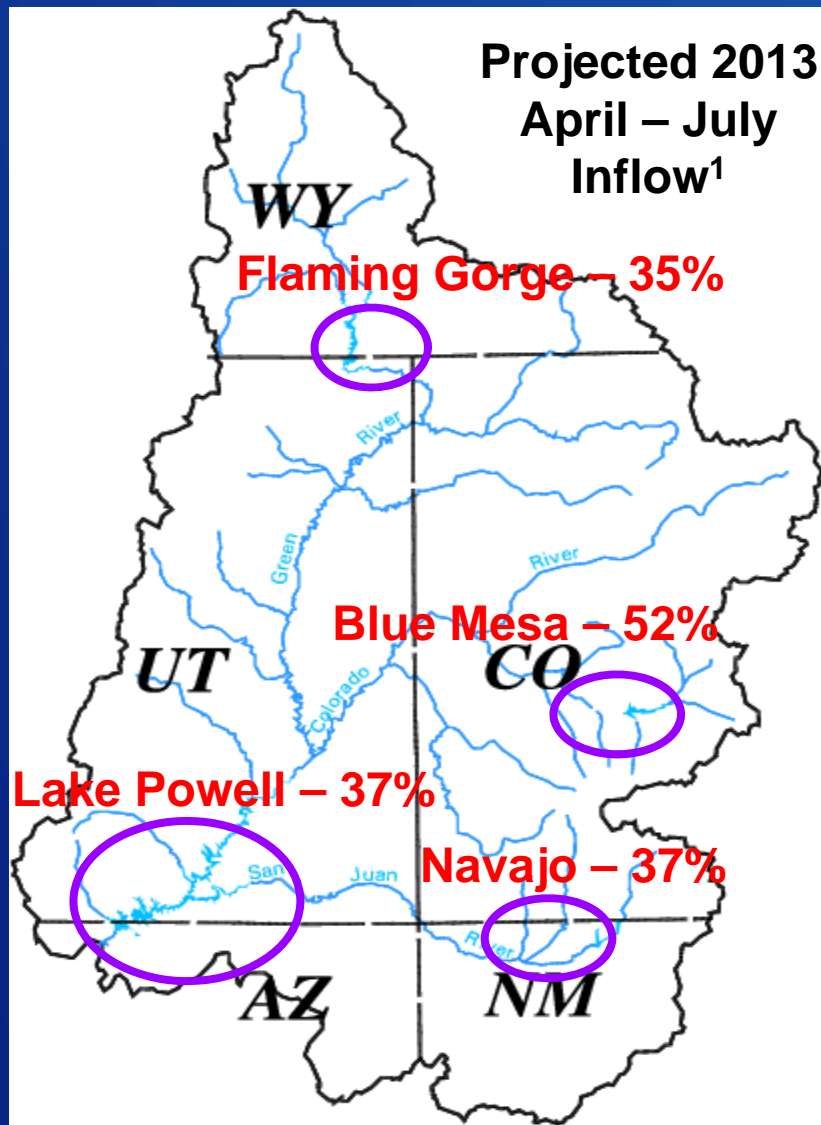 Projected 2013
April – July
Inflow¹
WY
Flaming Gorge – 35%
River
Green
River
Blue Mesa – 52%
UT
CO
Colorado
Lake Powell – 37%
Navajo – 37%
San
Juan
River
AZ
NM